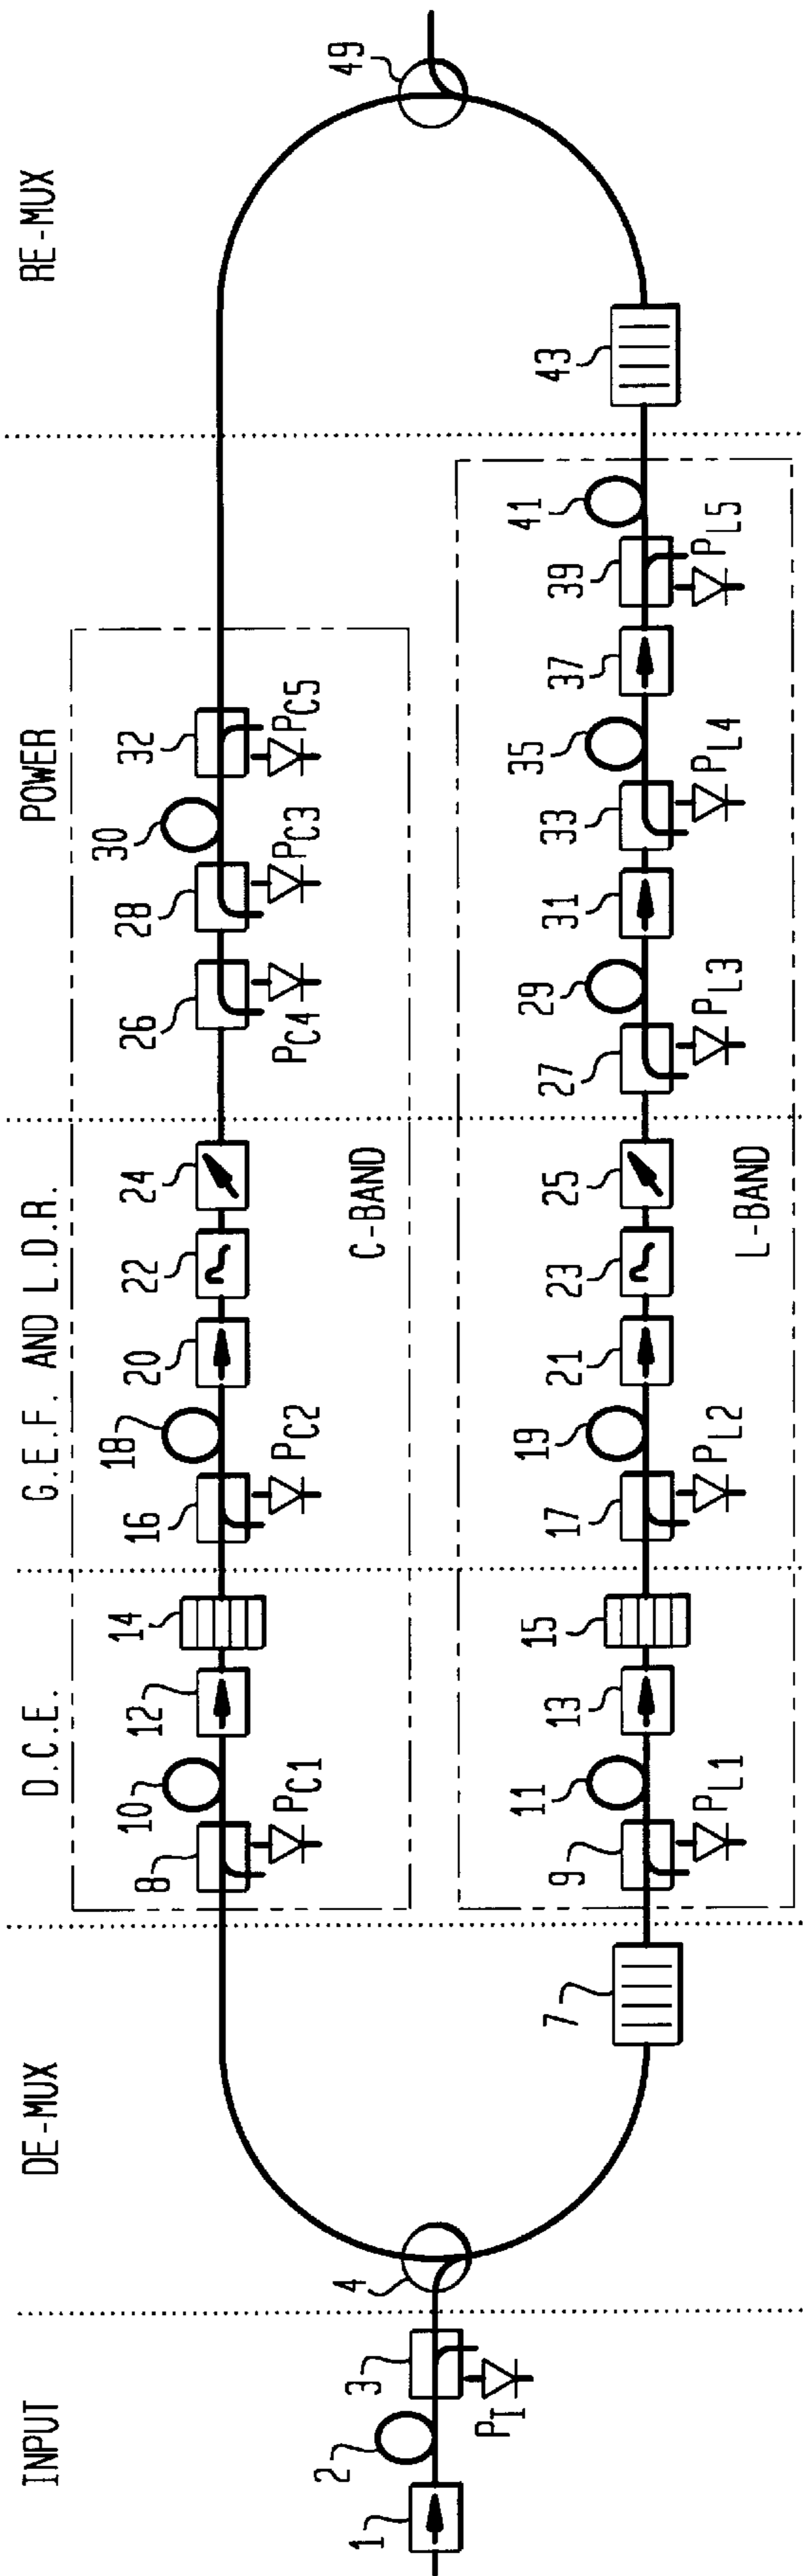 INPUT
DE-MUX
D.C.E.
G.E.F. AND L.D.R.
POWER
RE-MUX
1
2
3
P_I
4
7
8
P_C1
10
12
14
16
P_C2
18
20
22
24
C-BAND
26
P_C4
28
P_C3
30
32
P_C5
9
P_L1
11
13
15
17
P_L2
19
21
23
25
L-BAND
27
P_L3
29
31
33
P_L4
35
37
39
P_L5
41
43
49